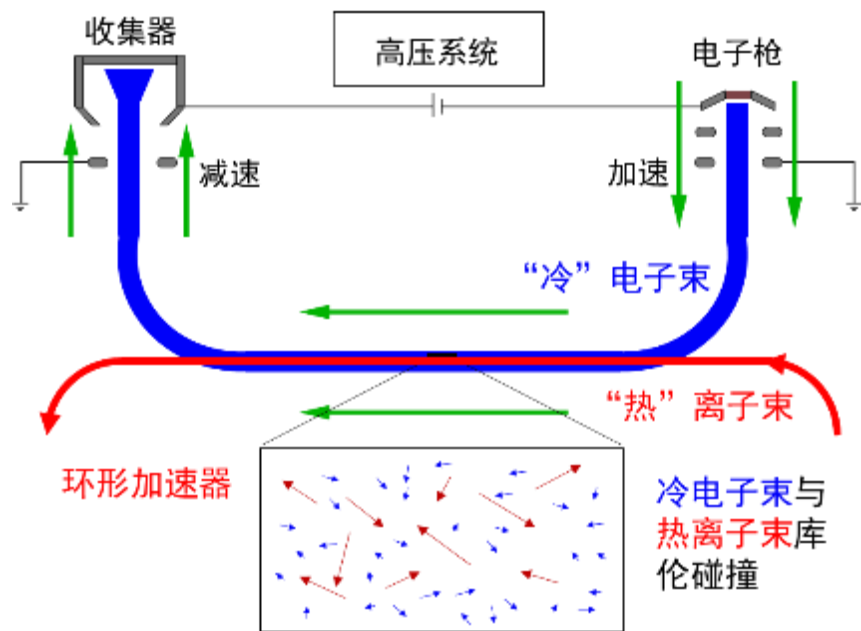 收集器
高压系统
电子枪
减速
加速
“冷”电子束
“热”离子束
环形加速器
冷电子束与
热离子束库
伦碰撞